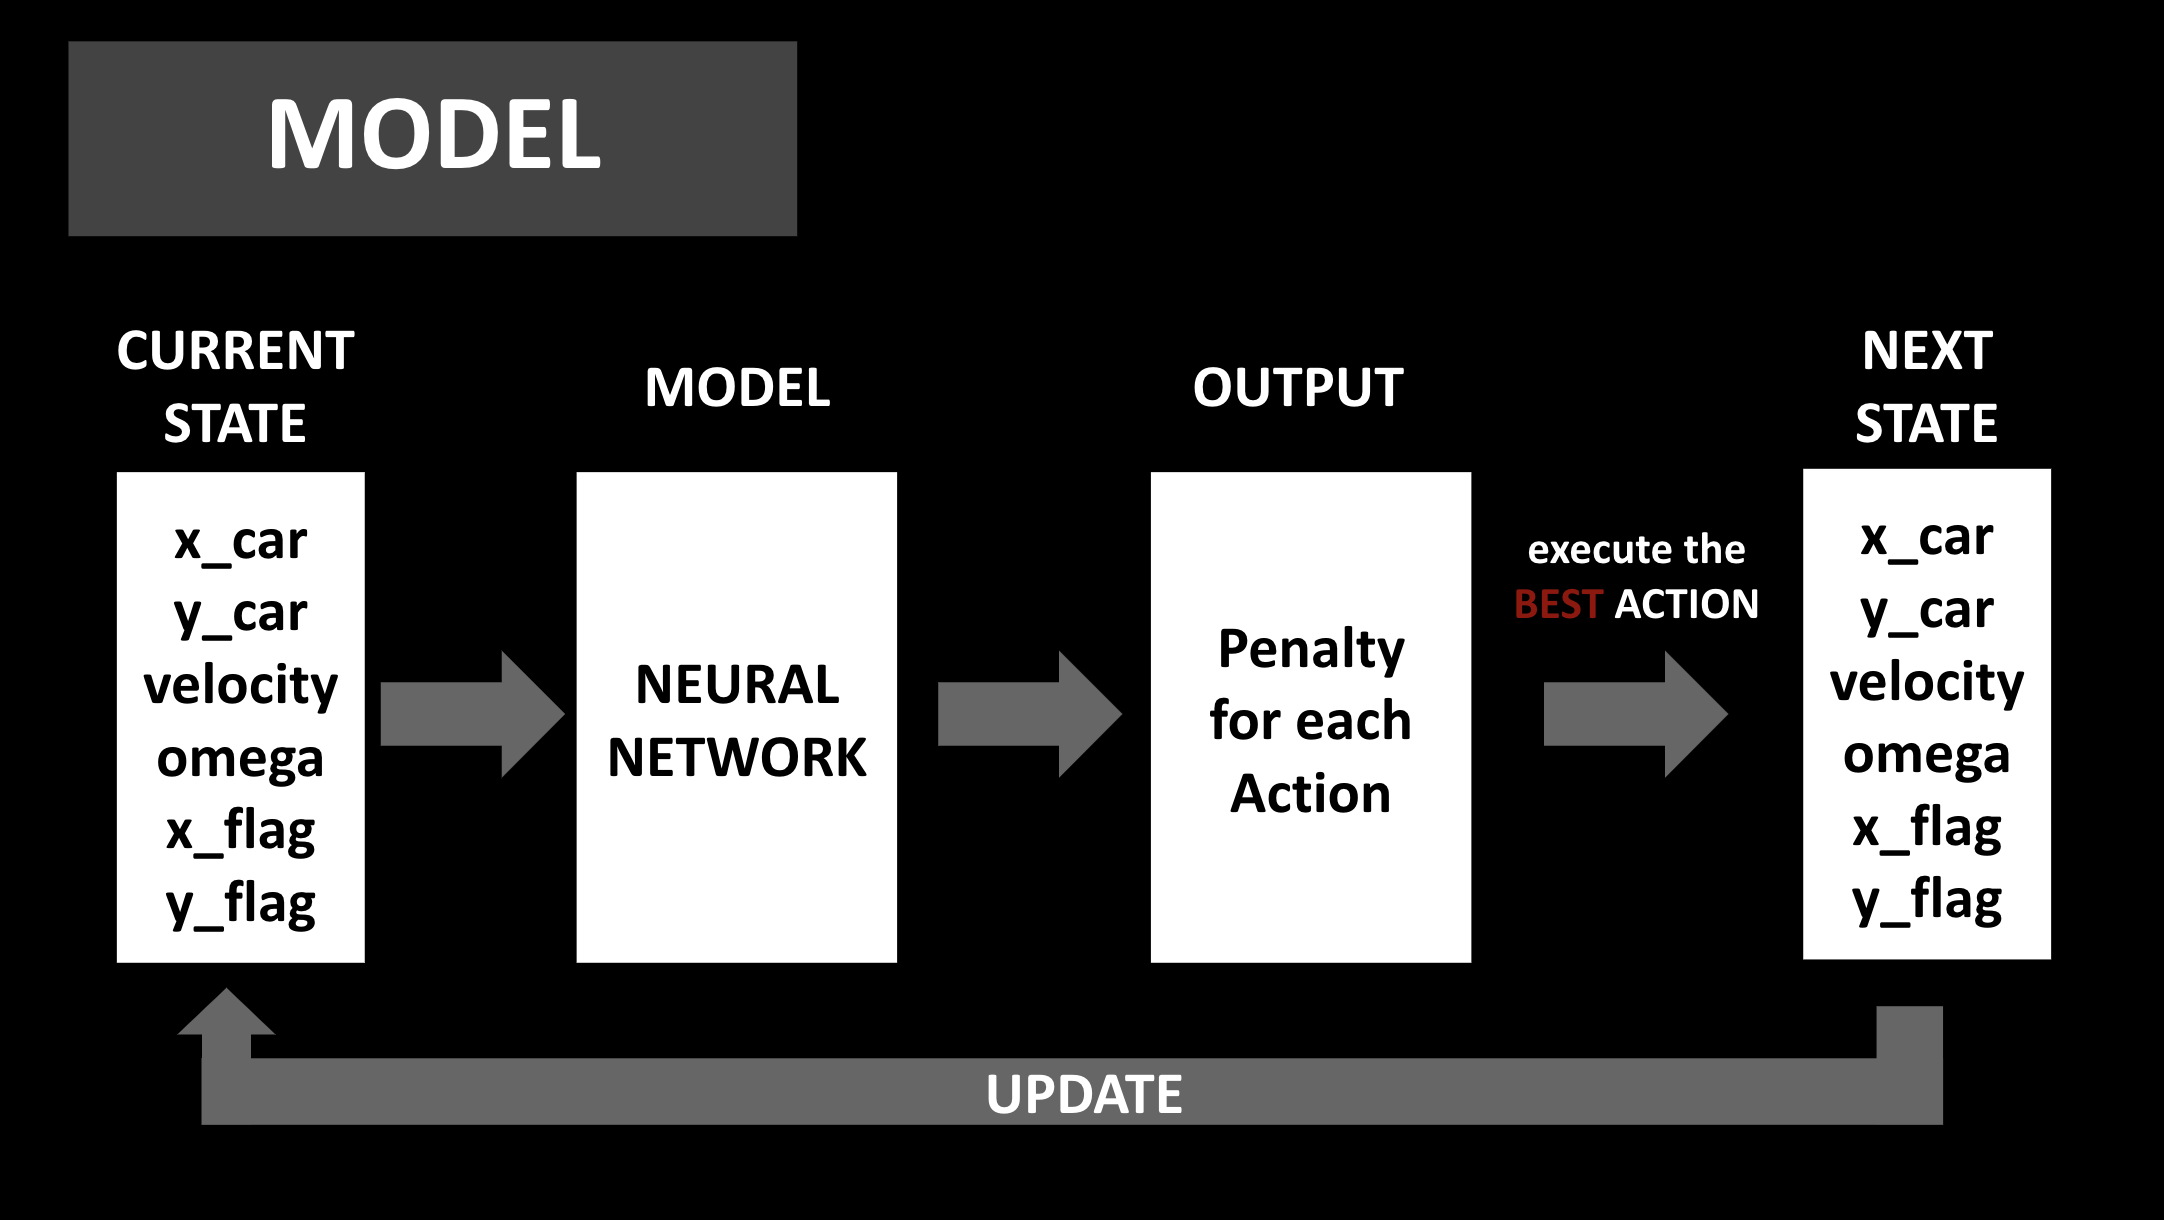 MODEL
CURRENT
STATE
x_car
y_car
velocity
omega
x_flag
y_flag
MODEL
NEURAL
NETWORK
OUTPUT
Penalty
for each
Action
execute the
BEST ACTION
NEXT
STATE
x_car
y_car
velocity
omega
x_flag
y_flag
UPDATE